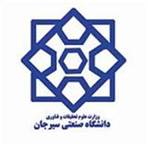 وزارت علوم تحقیقات و فناوری
دانشگاه صنعتی سیرجان